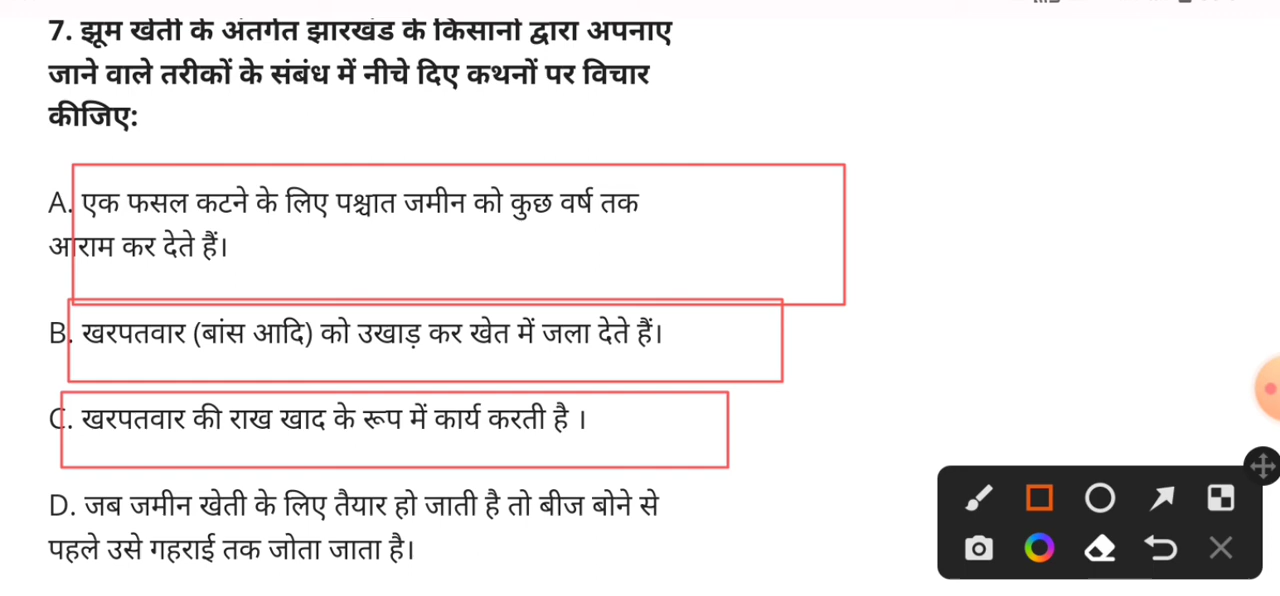 7. झूम खेती के अंतर्गत झारखंड के किसानों द्वारा अपनाए
जाने वाले तरीकों के संबंध में नीचे दिए कथनों पर विचार
कीजिए:
A. एक फसल कटने के लिए पश्चात जमीन को कुछ वर्ष तक
आराम कर देते हैं।
B. खरपतवार (बांस आदि) को उखाड़ कर खेत में जला देते हैं।
C. खरपतवार की राख खाद के रूप में कार्य करती है ।
D. जब जमीन खेती के लिए तैयार हो जाती है तो बीज बोने से
पहले उसे गहराई तक जोता जाता है।